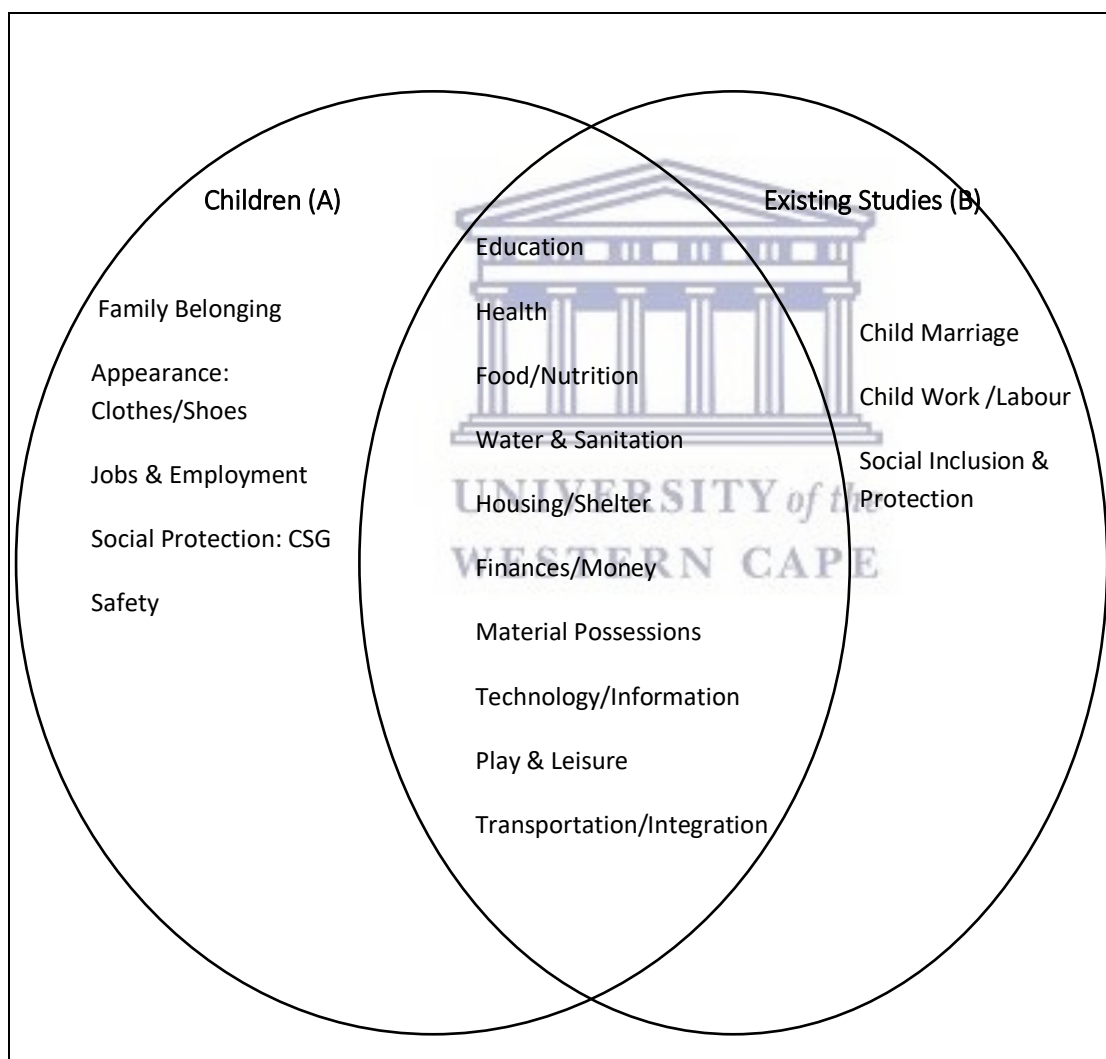 Children (A)
Existing Studies (B)
Family Belonging
Appearance:
Clothes/Shoes
Jobs & Employment
Social Protection: CSG
Safety
Education
Health
Food/Nutrition
Water & Sanitation
Housing/Shelter
Finances/Money
Material Possessions
Technology/Information
Play & Leisure
Transportation/Integration
Child Marriage
Child Work /Labour
Social Inclusion &
Protection
UNIVERSITY of the
WESTERN CAPE